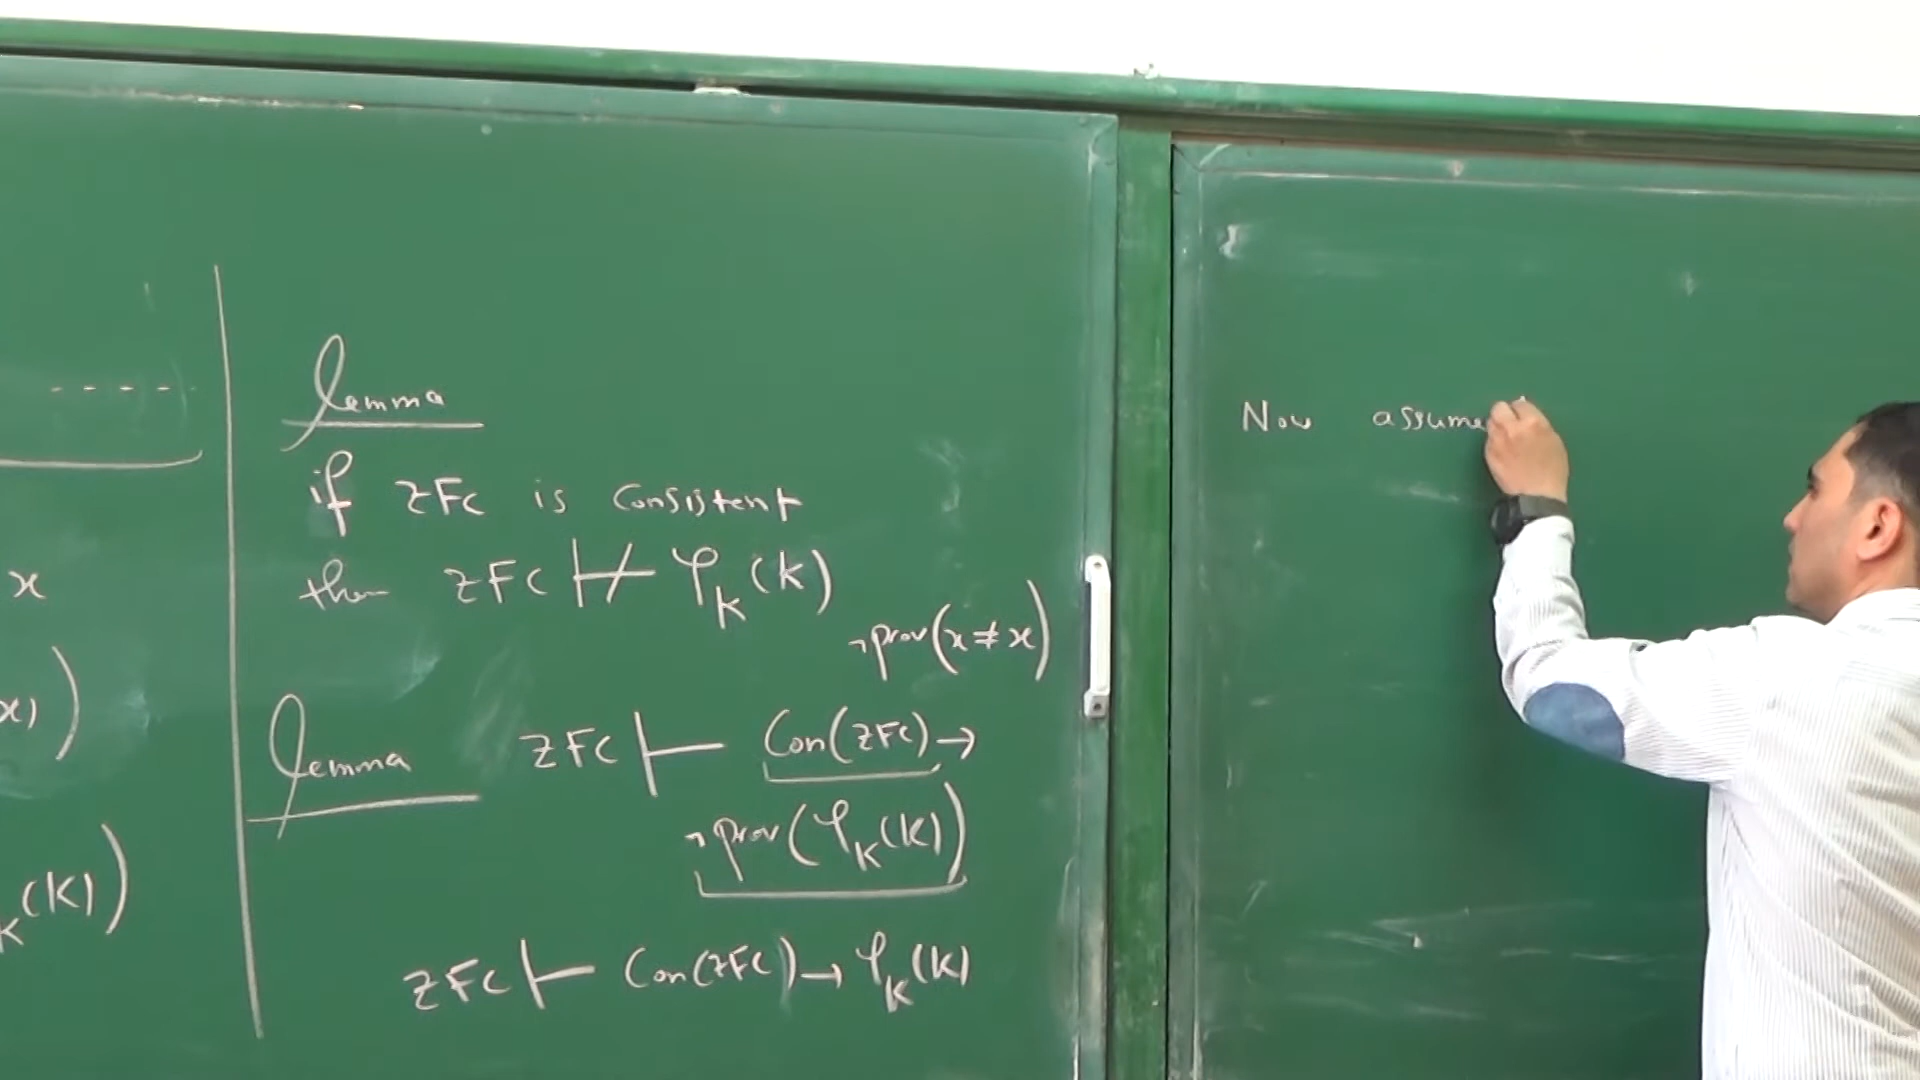 x
x))
K(K))
lemma
if ZFC is consistent
then ZFC ⊬ φ_K(K)
¬prov(x≠x)
lemma ZFC ⊢ Con(ZFC) →
¬prov(φ_K(K))
ZFC ⊢ Con(ZFC) → φ_K(K)
Now assume